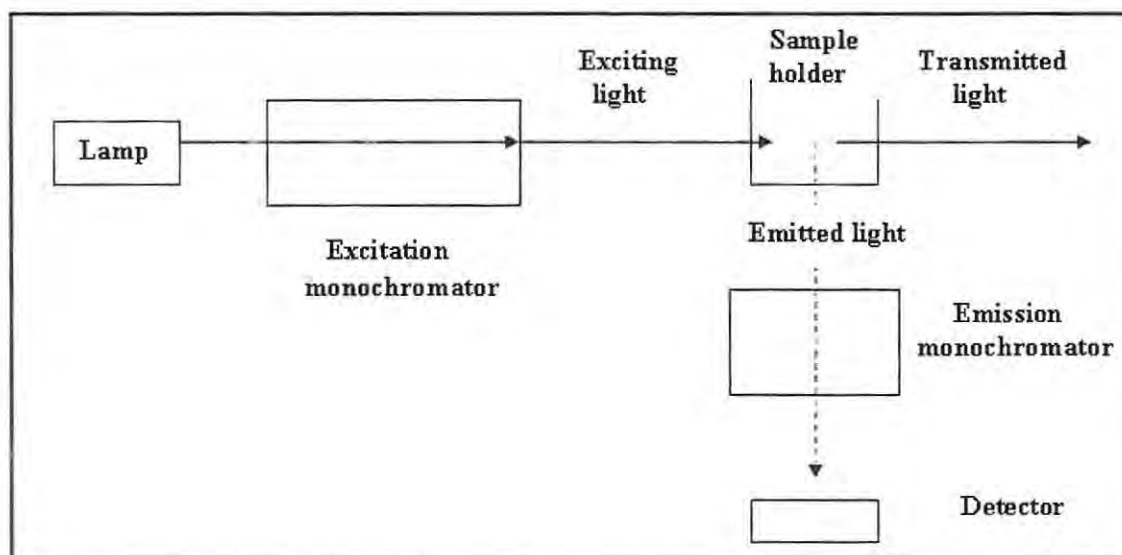 Lamp
Excitation
monochromator
Exciting
light
Sample
holder
Transmitted
light
Emitted light
Emission
monochromator
Detector